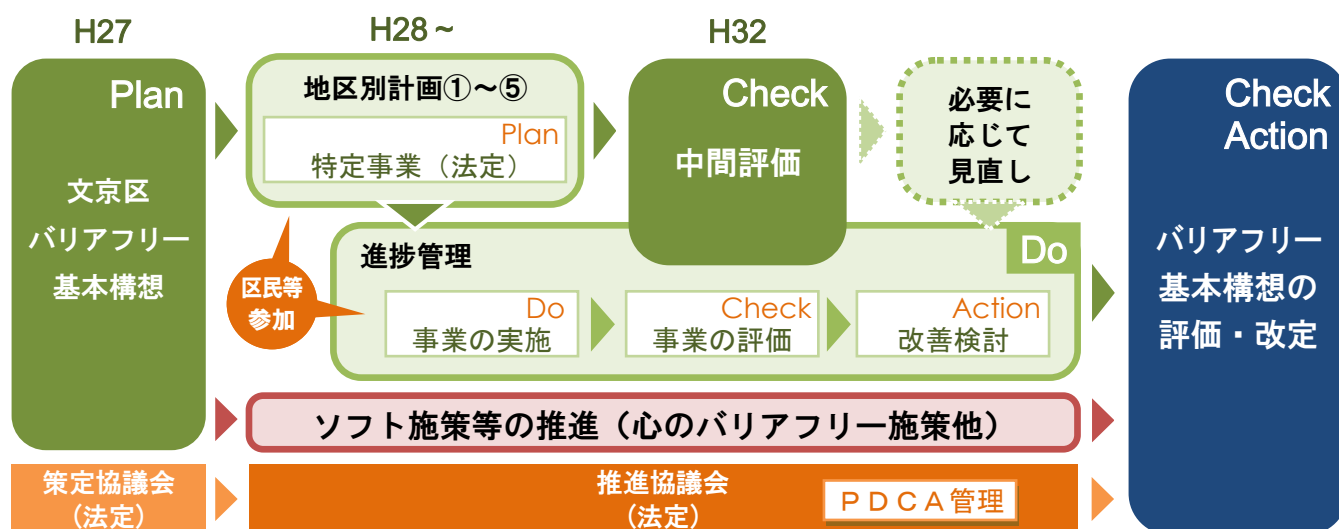 H27
H28～
H32
Plan
文京区
バリアフリー
基本構想
地区別計画①～⑤
Plan
特定事業（法定）
Check
中間評価
必要に
応じて
見直し
Check
Action
バリアフリー
基本構想の
評価・改定
区民等
参加
進捗管理
Do
Do
事業の実施
Check
事業の評価
Action
改善検討
ソフト施策等の推進（心のバリアフリー施策他）
策定協議会
（法定）
推進協議会
（法定）
ＰＤＣＡ管理